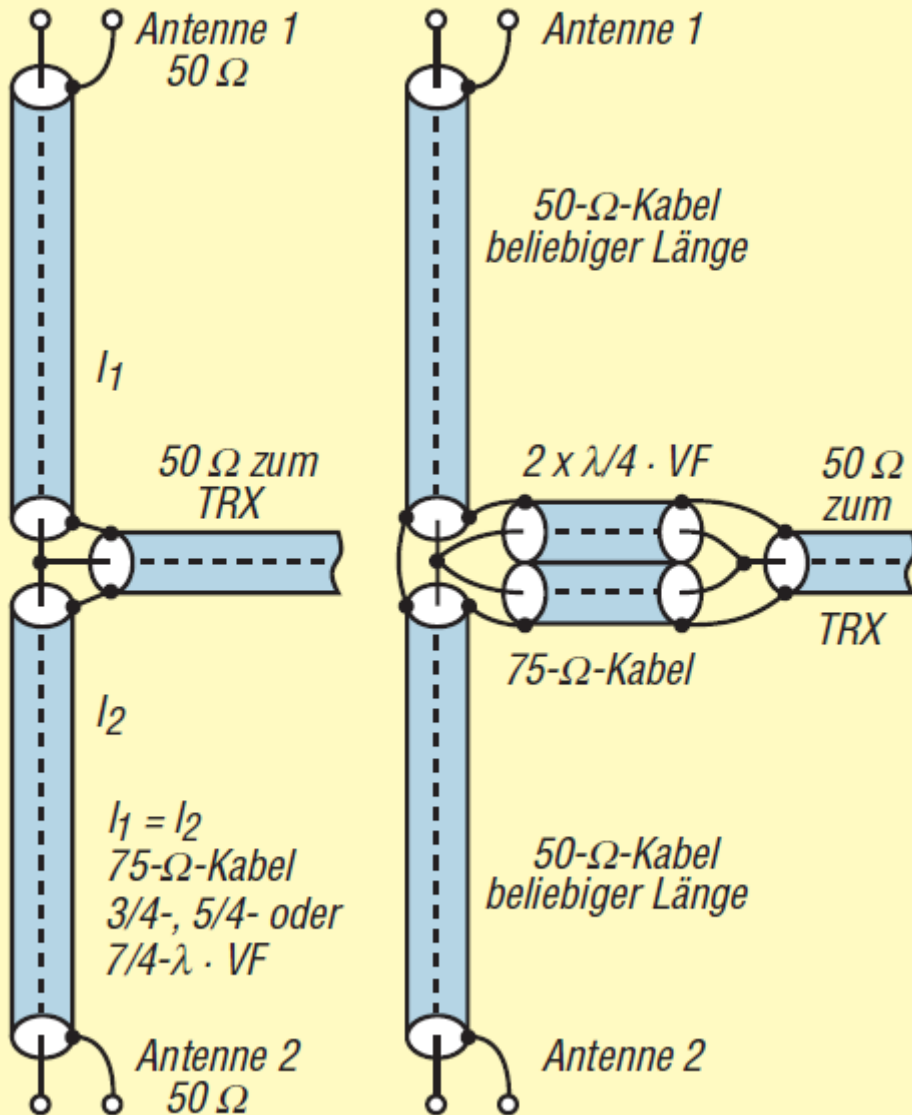 Antenne 1
50 Ω
l1
50 Ω zum
TRX
l2
l1 = l2
75-Ω-Kabel
3/4-, 5/4- oder
7/4-λ · VF
Antenne 2
50 Ω
Antenne 1
50-Ω-Kabel
beliebiger Länge
2 x λ/4 · VF
50 Ω
zum
TRX
75-Ω-Kabel
50-Ω-Kabel
beliebiger Länge
Antenne 2